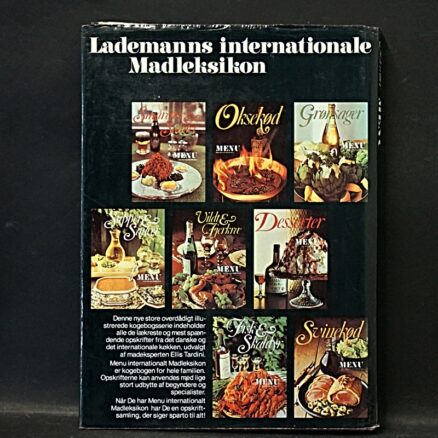 Lademanns internationale
Madleksikon
MENU
Oksekød
MENU
Grøntsager
MENU
Supper &
MENU
Vildt &
Fjerkræ
MENU
Desserter
MENU
Denne nye store overdådigt illu-
strerede kogebogsserie indeholder
alle de lækreste og mest spæn-
dende opskrifter fra det danske og
det internationale køkken, udvalgt
af madeksperten Ellis Tardini.
Menu internationalt Madleksikon
er kogebogen for hele familien.
Opskrifterne kan anvendes med lige
stort udbytte af begyndere og
specialister.
Når De har Menu internationalt
Madleksikon har De en opskrift-
samling, der siger sparto til alt!
Fisk &
Skaldyr
MENU
Svinekød
MENU